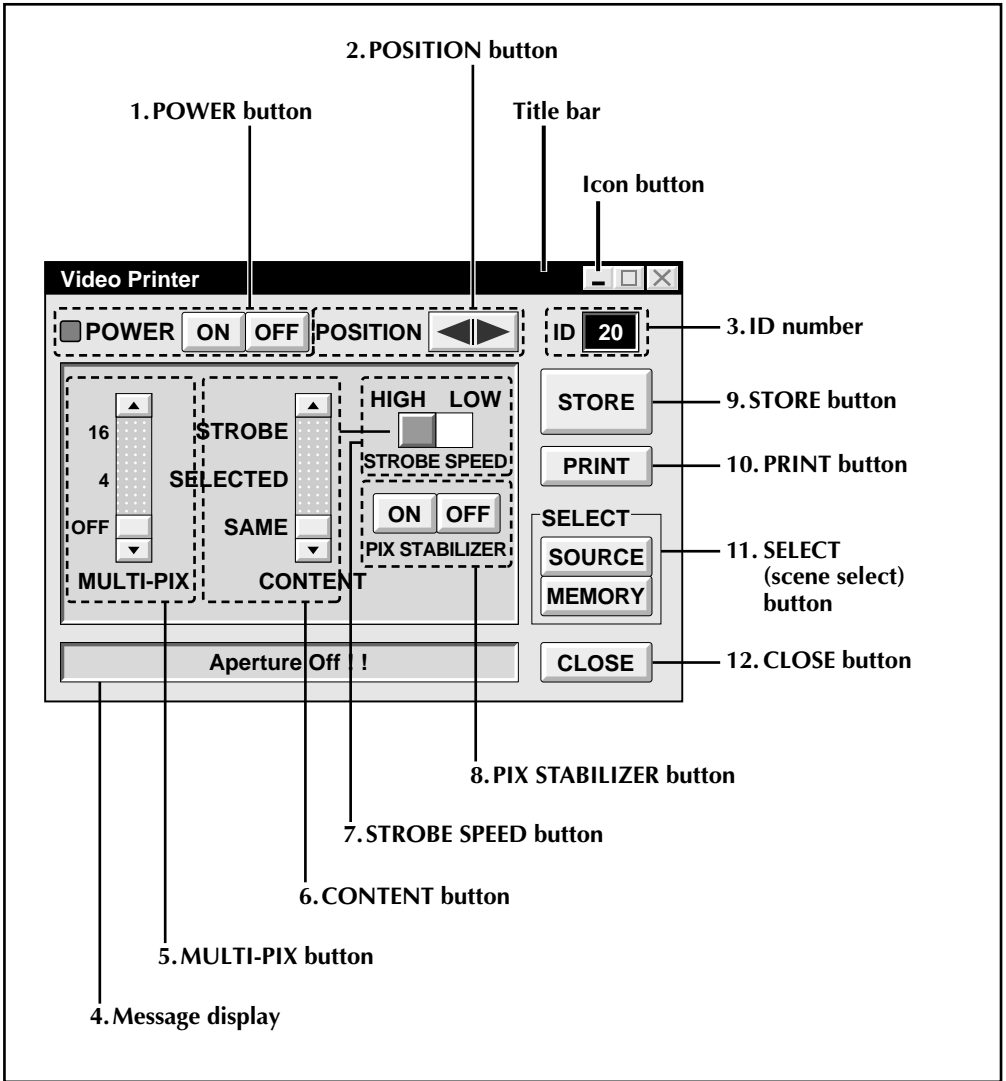 2. POSITION button
1. POWER button
Title bar
Icon button
Video Printer
POWER ON OFF POSITION ID 20
3. ID number
HIGH LOW
STORE
9. STORE button
16 STROBE
STROBE SPEED
PRINT
10. PRINT button
4 SELECTED
ON OFF
SELECT
OFF SAME
PIX STABILIZER
SOURCE
11. SELECT
(scene select)
button
MULTI-PIX CONTENT
MEMORY
Aperture Off ! !
CLOSE
12. CLOSE button
8. PIX STABILIZER button
7. STROBE SPEED button
6. CONTENT button
5. MULTI-PIX button
4. Message display